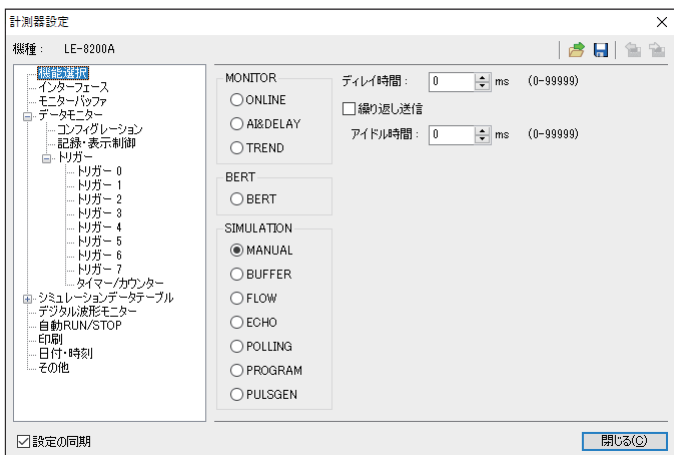 計測器設定
機種： LE-8200A
機能選択
インターフェース
モニターバッファ
データモニター
コンフィグレーション
記録・表示制御
トリガー
トリガー 0
トリガー 1
トリガー 2
トリガー 3
トリガー 4
トリガー 5
トリガー 6
トリガー 7
タイマー/カウンター
シミュレーションデータテーブル
デジタル波形モニター
自動RUN/STOP
印刷
日付・時刻
その他
MONITOR
ONLINE
AI&DELAY
TREND
BERT
BERT
SIMULATION
MANUAL
BUFFER
FLOW
ECHO
POLLING
PROGRAM
PULSGEN
ディレイ時間： 0 ms (0-99999)
繰り返し送信
アイドル時間： 0 ms (0-99999)
設定の同期
閉じる(C)